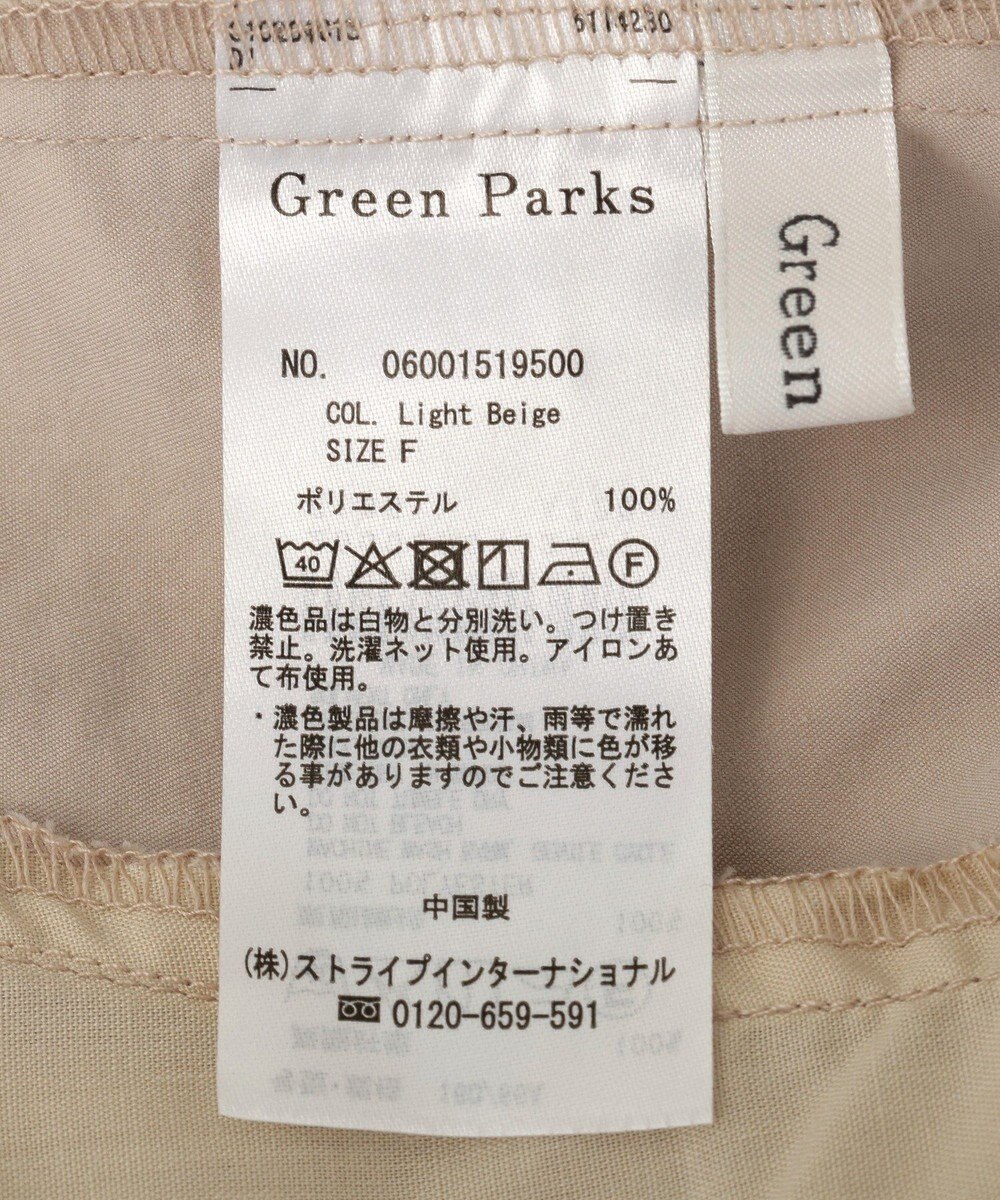 6114230
Green Parks
Green
NO. 06001519500
COL. Light Beige
SIZE F
ポリエステル 100%
40 F
濃色品は白物と分別洗い。つけ置き
禁止。洗濯ネット使用。アイロンあ
て布使用。
・濃色製品は摩擦や汗、雨等で濡れ
た際に他の衣類や小物類に色が移
る事がありますのでご注意くださ
い。
中国製
(株)ストライプインターナショナル
0120-659-591